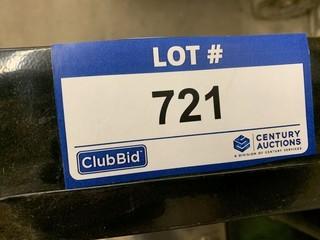 LOT #
721
ClubBid
CENTURY
AUCTIONS
A DIVISION OF CENTURY SERVICES